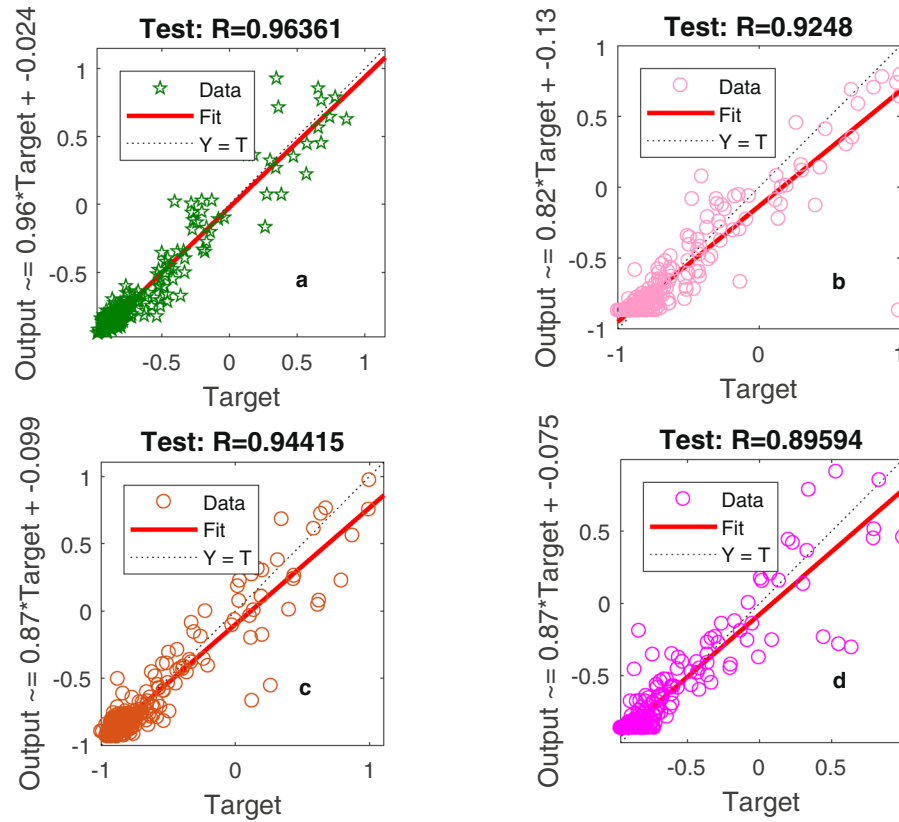 Test: R=0.96361
Output ~= 0.96*Target + -0.024
1
0.5
0
-0.5
Data
Fit
Y = T
a
-0.5 0 0.5 1
Target
Test: R=0.9248
Output ~= 0.82*Target + -0.13
1
0.5
0
-0.5
-1
Data
Fit
Y = T
b
-1 0 1
Target
Test: R=0.94415
Output ~= 0.87*Target + -0.099
1
0.5
0
-0.5
-1
Data
Fit
Y = T
c
-1 0 1
Target
Test: R=0.89594
Output ~= 0.87*Target + -0.075
0.5
0
-0.5
Data
Fit
Y = T
d
-0.5 0 0.5
Target